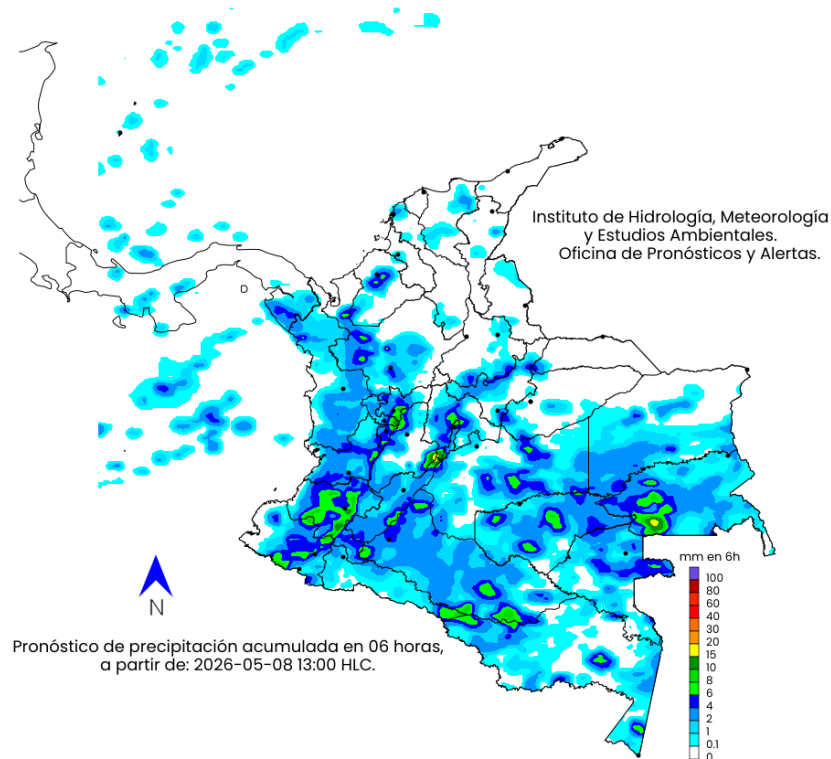 Instituto de Hidrología, Meteorología
y Estudios Ambientales.
Oficina de Pronósticos y Alertas.
D
mm en 6h
100
80
60
40
30
20
15
10
8
6
4
2
1
0.1
0
N
Pronóstico de precipitación acumulada en 06 horas,
a partir de: 2026-05-08 13:00 HLC.